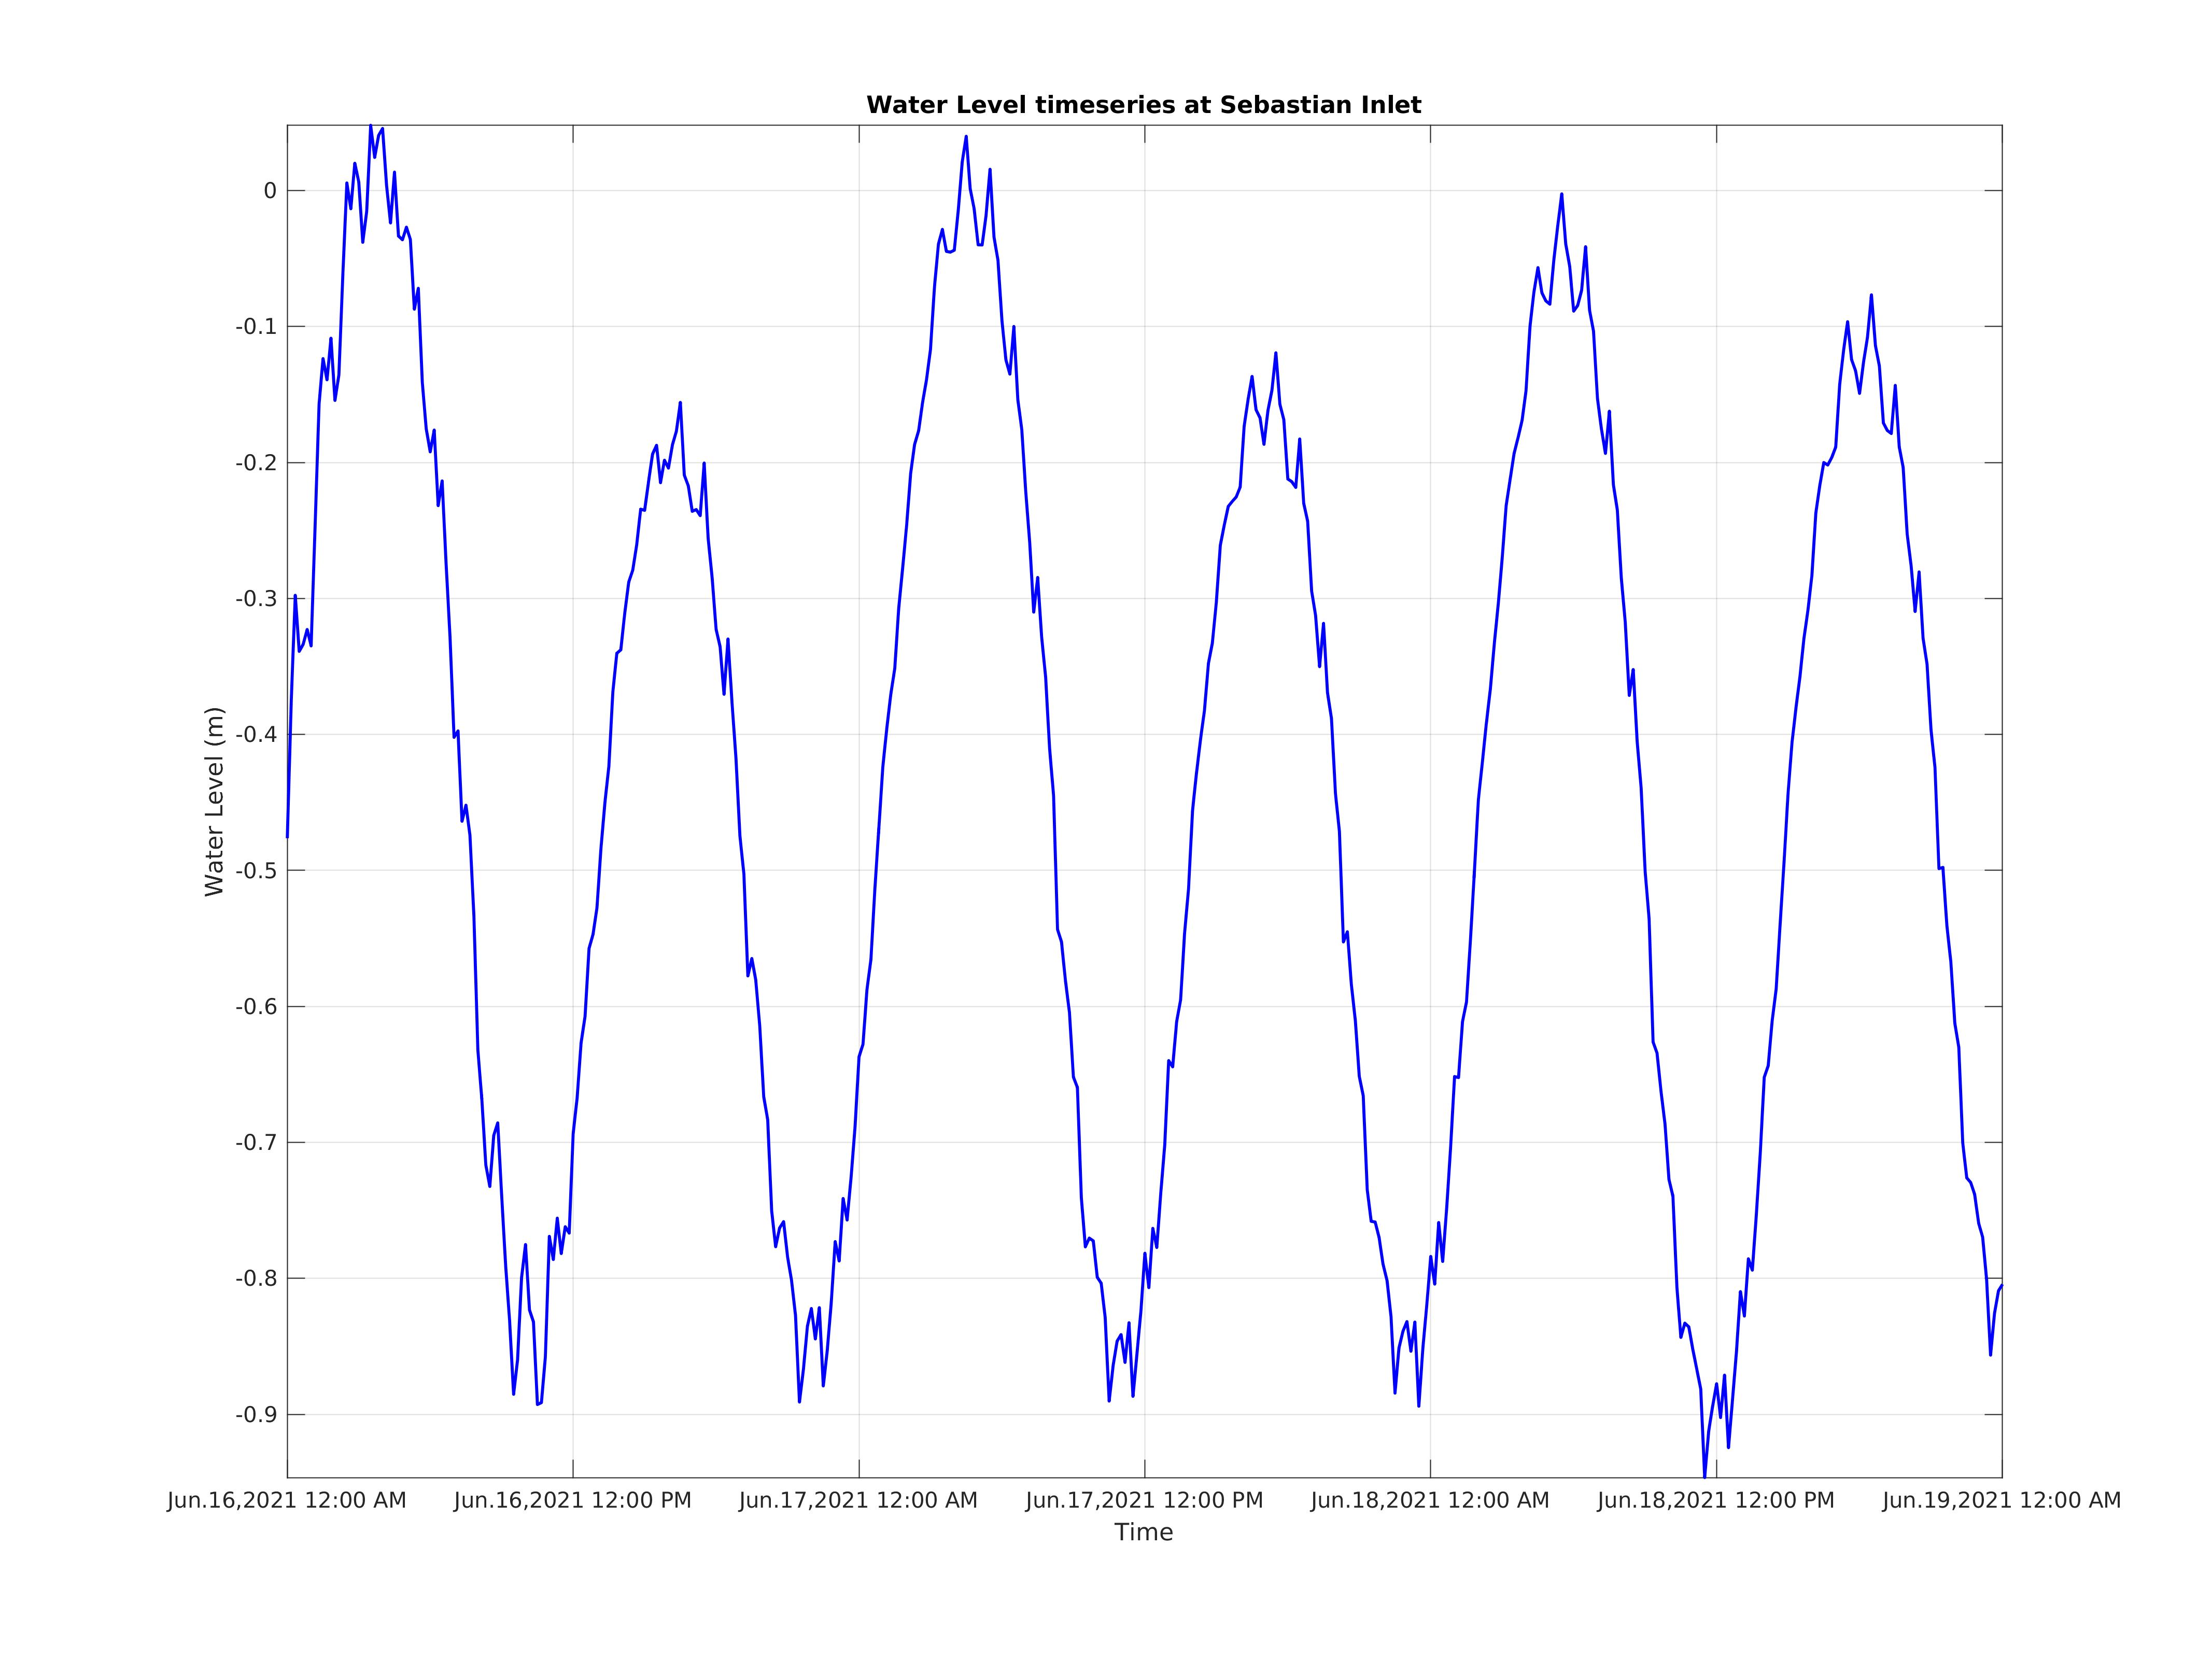 Water Level timeseries at Sebastian Inlet
0
-0.1
-0.2
-0.3
-0.4
-0.5
-0.6
-0.7
-0.8
-0.9
Water Level (m)
Jun.16,2021 12:00 AM
Jun.16,2021 12:00 PM
Jun.17,2021 12:00 AM
Jun.17,2021 12:00 PM
Jun.18,2021 12:00 AM
Jun.18,2021 12:00 PM
Jun.19,2021 12:00 AM
Time